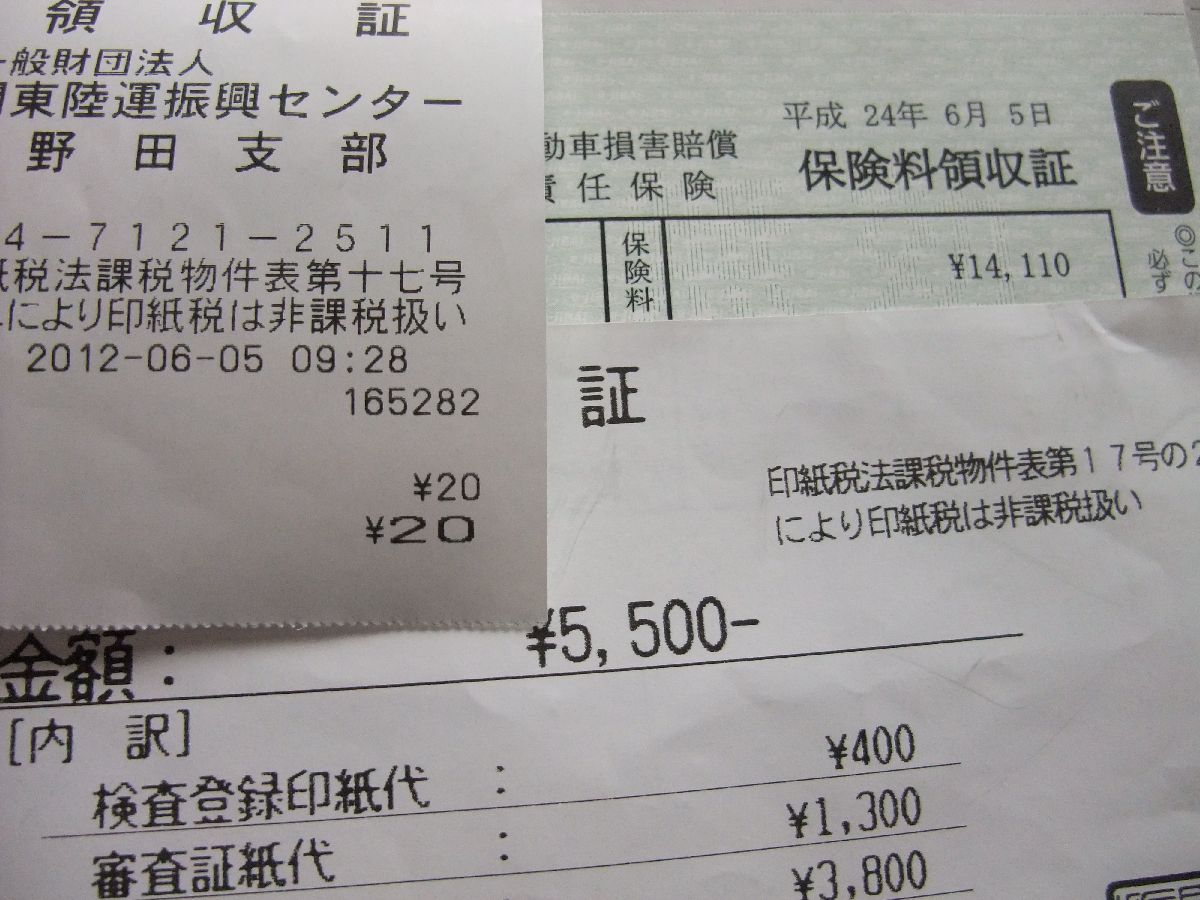 領収証
一般財団法人
関東陸運振興センター
野田支部
4-7121-2511
紙税法課税物件表第十七号
により印紙税は非課税扱い
2012-06-05 09:28
165282
¥20
¥20
平成 24年 6月 5日
動車損害賠償
責任保険
保険料領収証
保険料
¥14,110
ご注意
◎この
必ず
証
印紙税法課税物件表第17号の2
により印紙税は非課税扱い
金額: ¥5,500-
[内 訳]
検査登録印紙代 : ¥400
審査証紙代 : ¥1,300
¥3,800